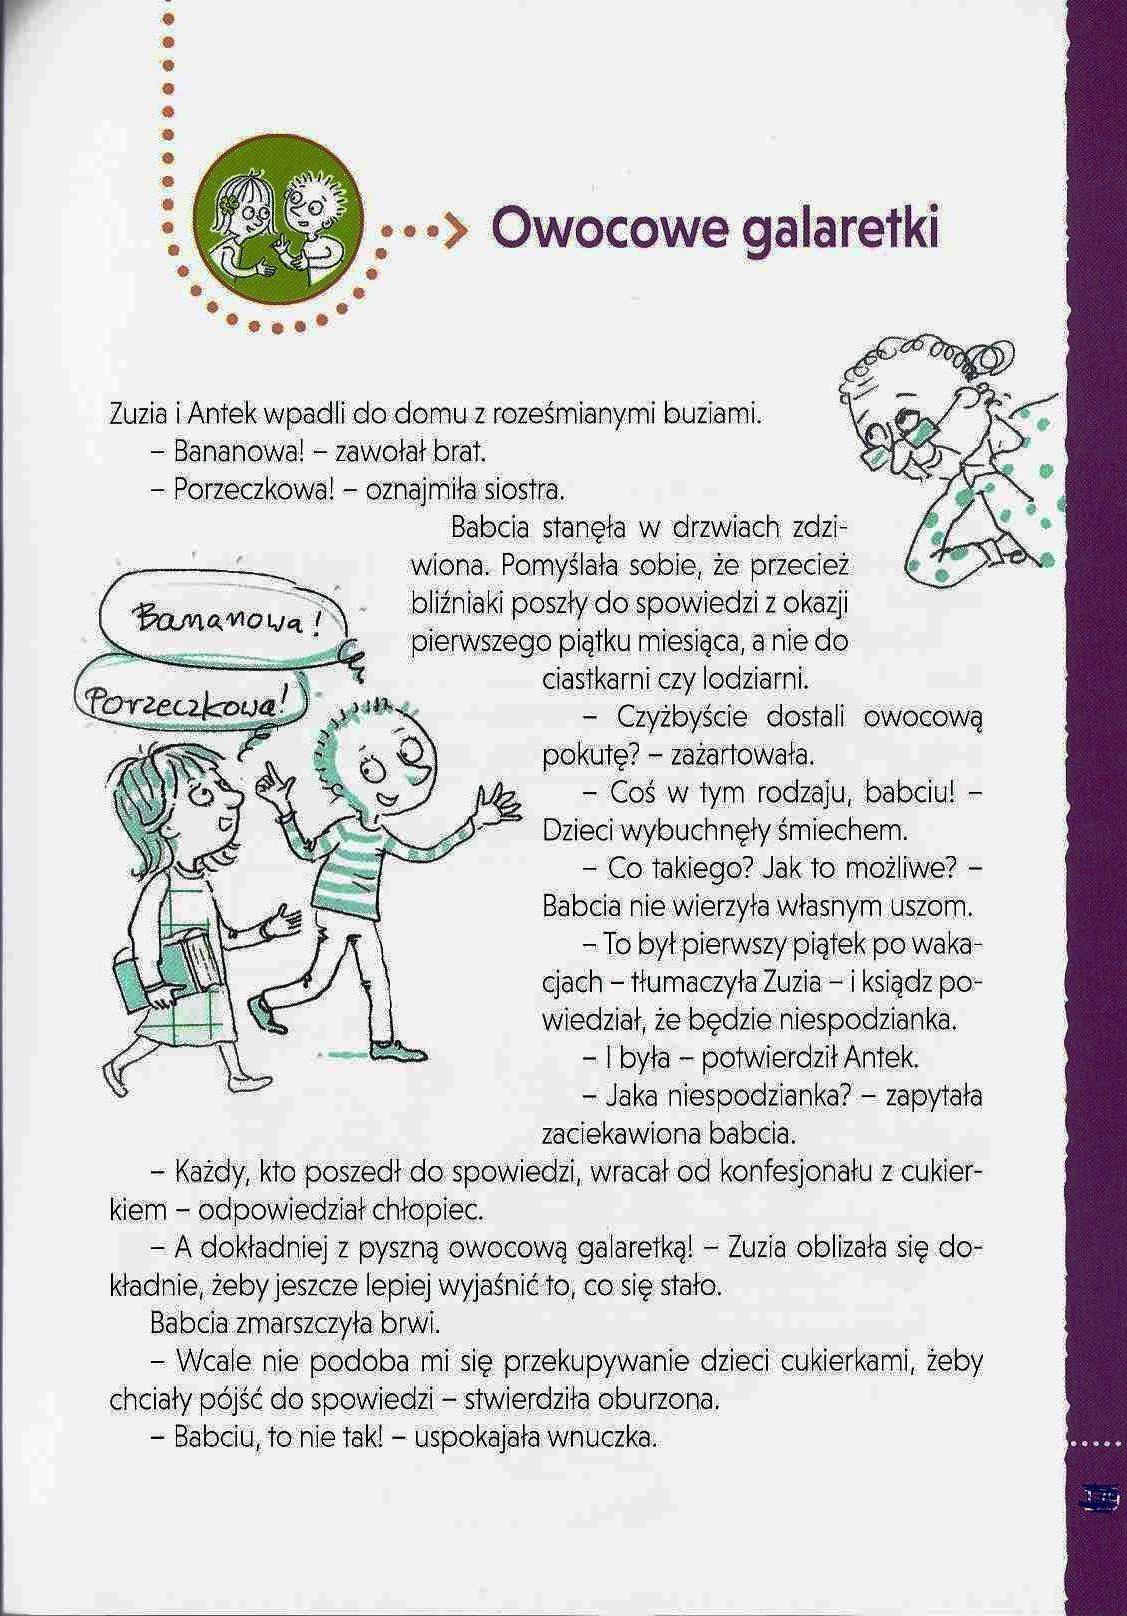 Owocowe galaretki
Zuzia i Antek wpadli do domu z roześmianymi buziami.
– Bananowa! – zawołał brat.
– Porzeczkowa! – oznajmiła siostra.
Babcia stanęła w drzwiach zdzi-
wiona. Pomyślała sobie, że przecież
bliźniaki poszły do spowiedzi z okazji
pierwszego piątku miesiąca, a nie do
ciastkarni czy lodziarni.
Bananowa!
Porzeczkowa!
– Czyżbyście dostali owocową
pokutę? – zażartowała.
– Coś w tym rodzaju, babciu! –
Dzieci wybuchnęły śmiechem.
– Co takiego? Jak to możliwe? –
Babcia nie wierzyła własnym uszom.
– To był pierwszy piątek po waka-
cjach – tłumaczyła Zuzia – i ksiądz po-
wiedział, że będzie niespodzianka.
– I była – potwierdził Antek.
– Jaka niespodzianka? – zapytała
zaciekawiona babcia.
– Każdy, kto poszedł do spowiedzi, wracał od konfesjonału z cukier-
kiem – odpowiedział chłopiec.
– A dokładniej z pyszną owocową galaretką! – Zuzia oblizała się do-
kładnie, żeby jeszcze lepiej wyjaśnić to, co się stało.
Babcia zmarszczyła brwi.
– Wcale nie podoba mi się przekupywanie dzieci cukierkami, żeby
chciały pójść do spowiedzi – stwierdziła oburzona.
– Babciu, to nie tak! – uspokajała wnuczka.